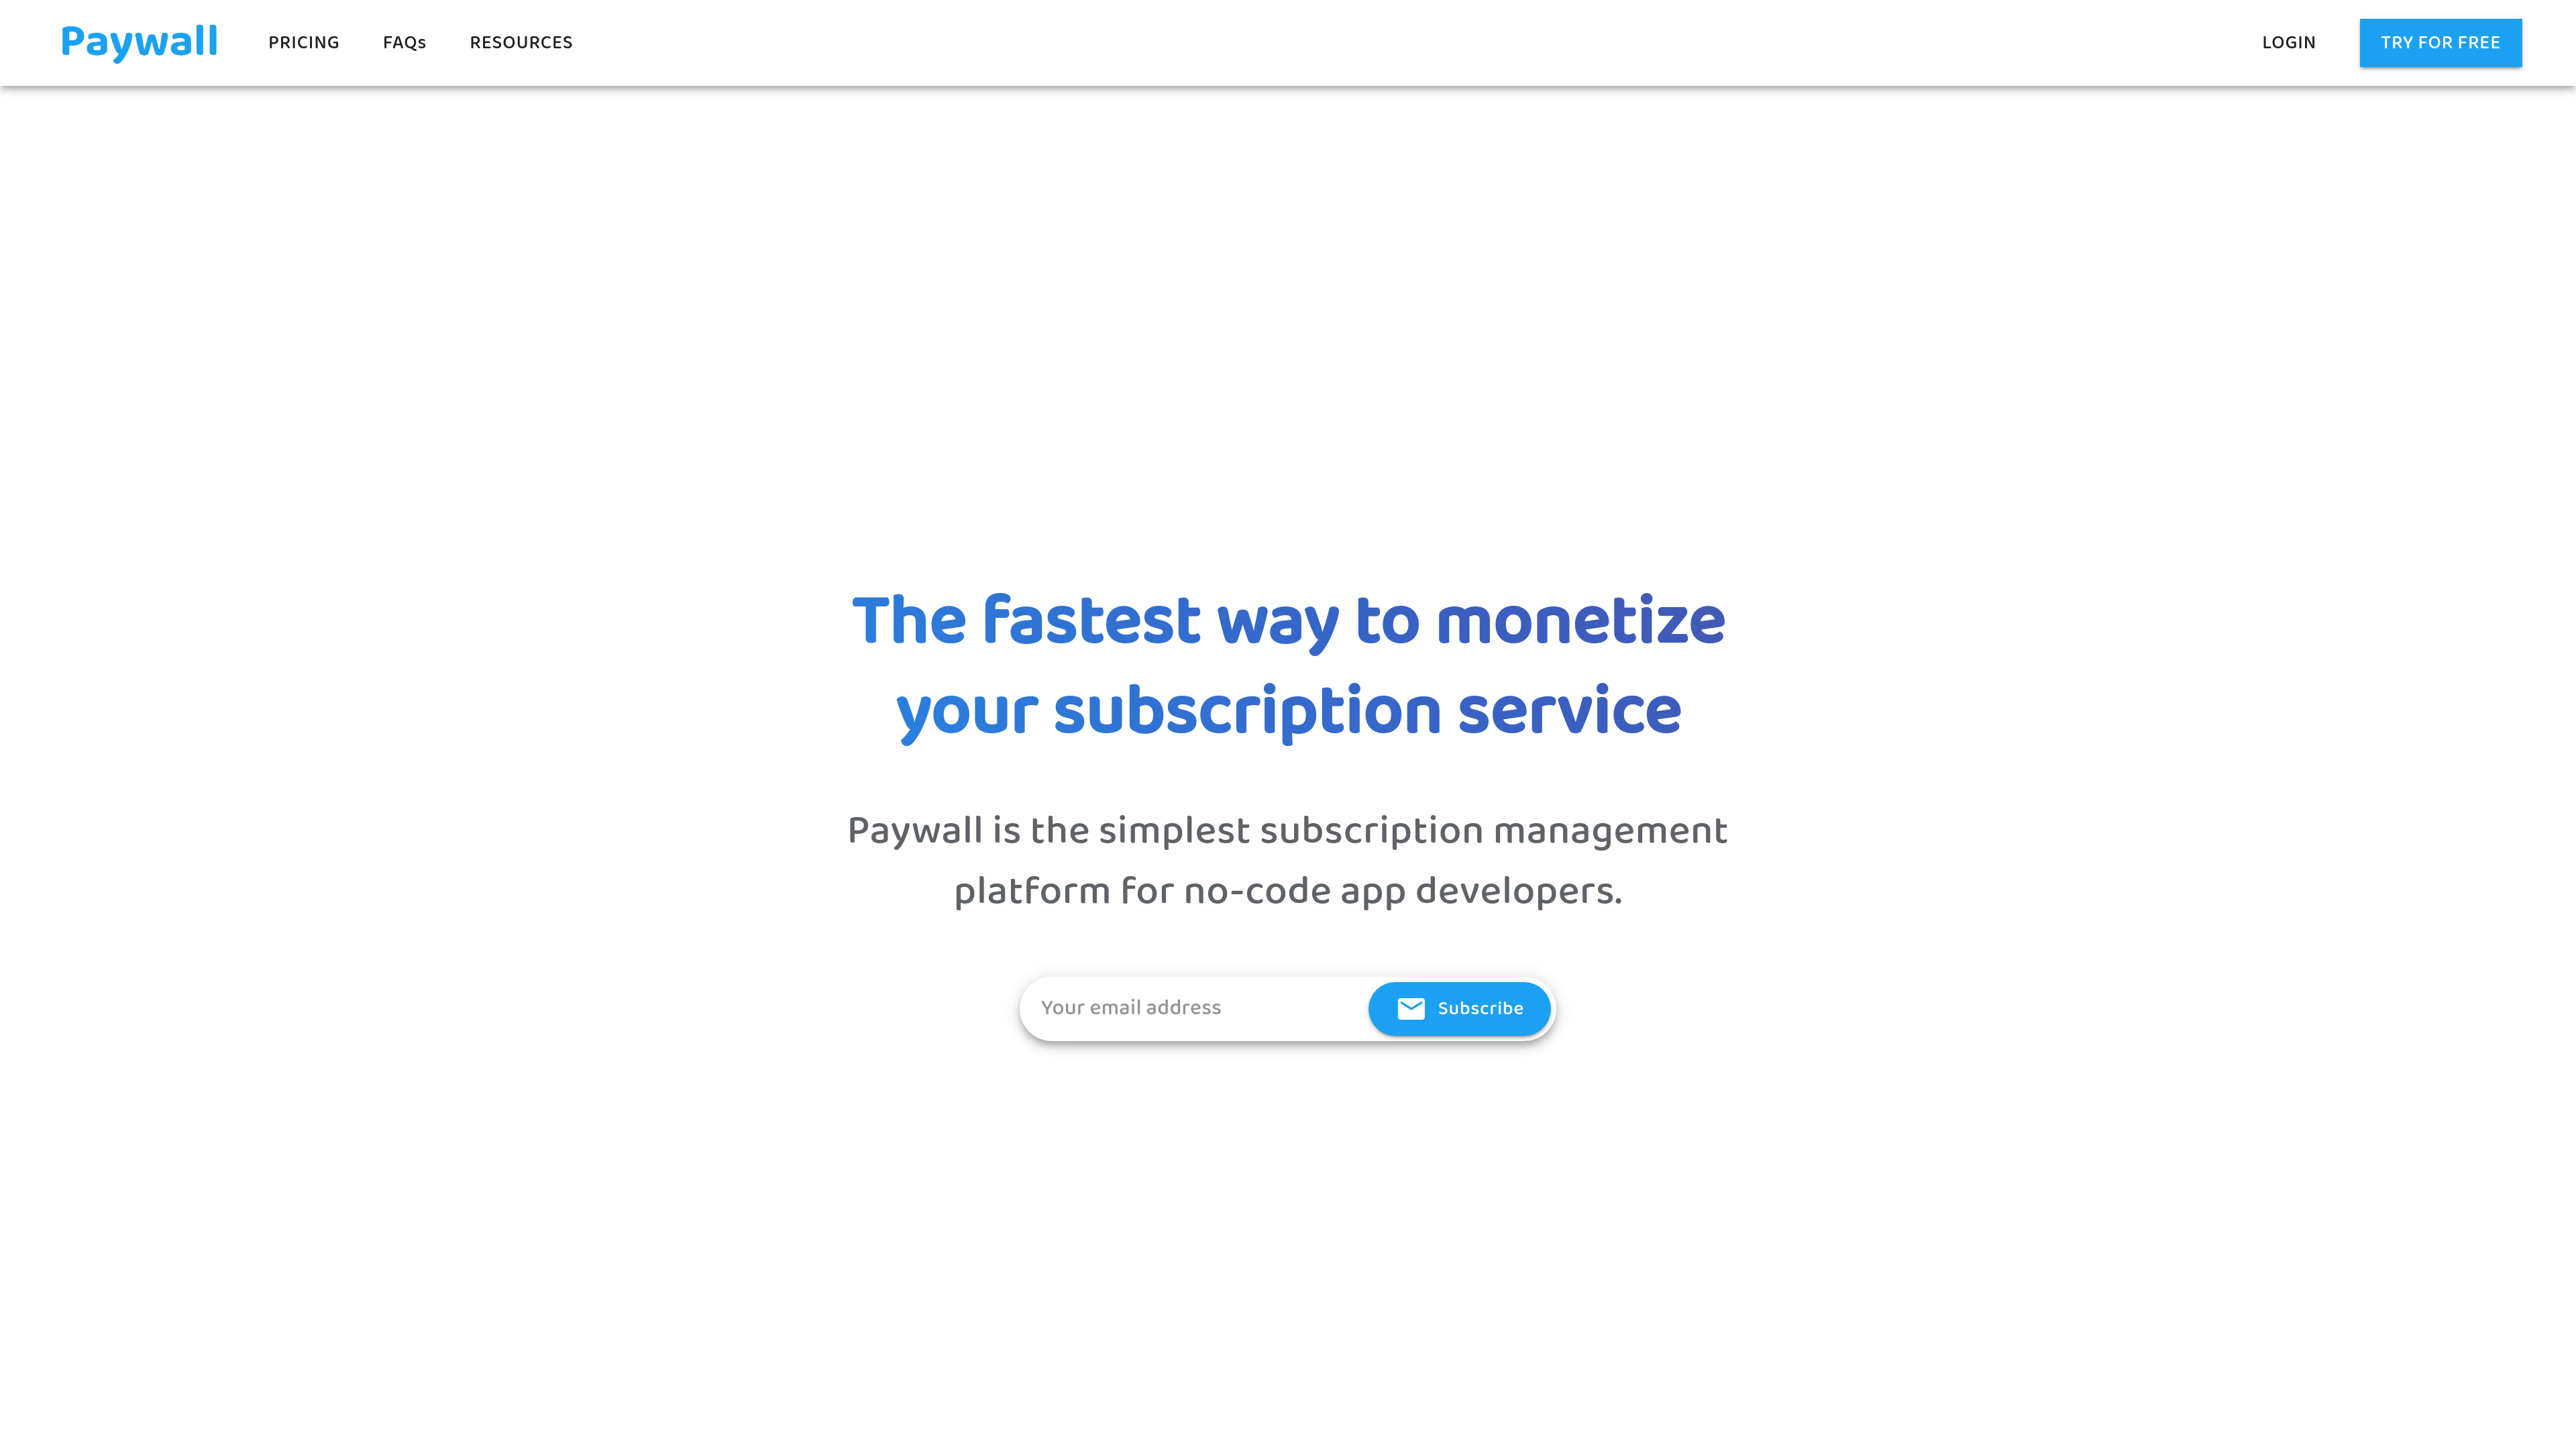 Paywall
PRICING
FAQs
RESOURCES
LOGIN
TRY FOR FREE
The fastest way to monetize
your subscription service
Paywall is the simplest subscription management
platform for no-code app developers.
Your email address
Subscribe